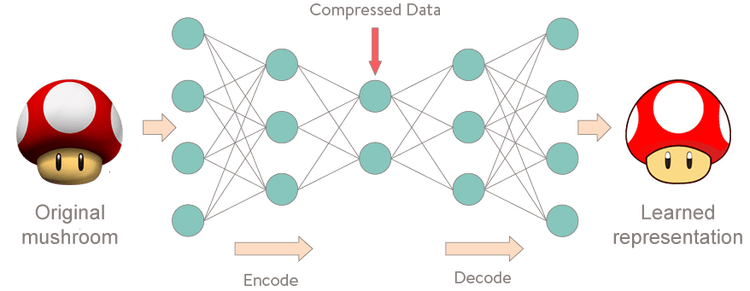 Compressed Data
Original
mushroom
Learned
representation
Encode
Decode